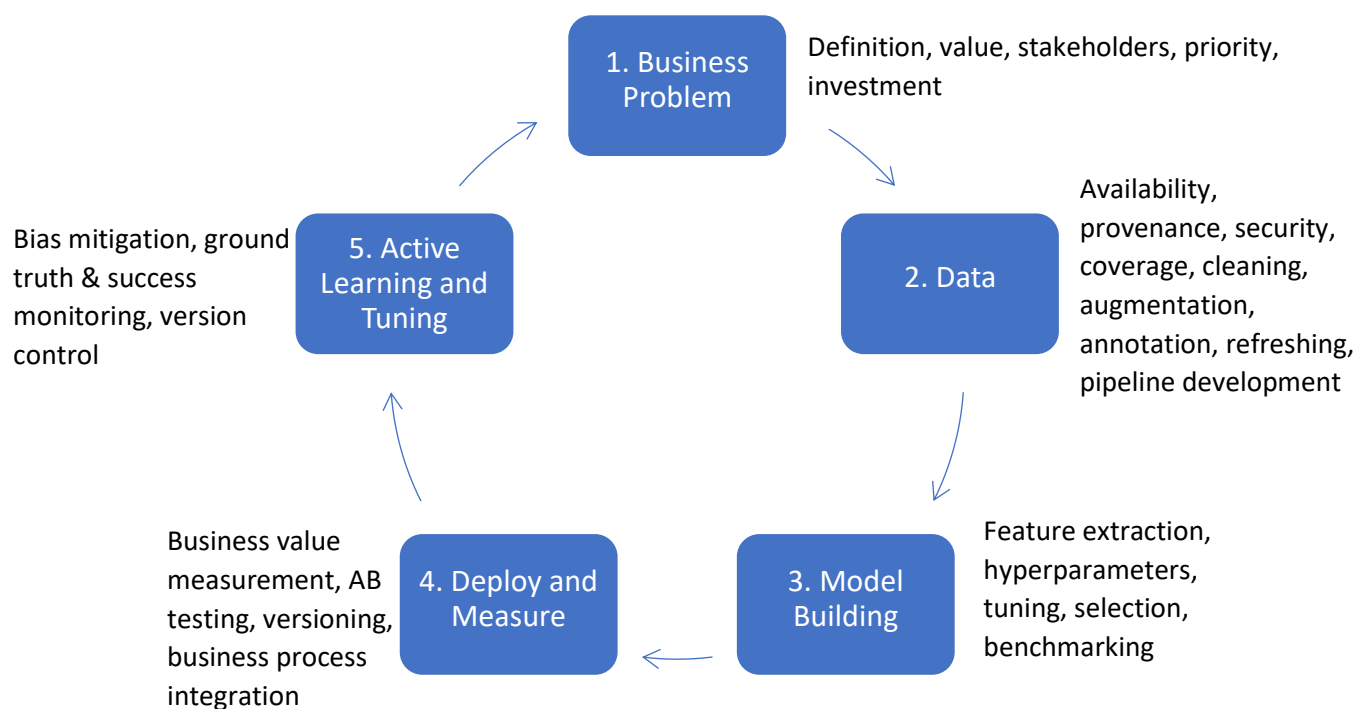 1. Business
Problem
Definition, value, stakeholders, priority,
investment
2. Data
Availability,
provenance, security,
coverage, cleaning,
augmentation,
annotation, refreshing,
pipeline development
3. Model
Building
Feature extraction,
hyperparameters,
tuning, selection,
benchmarking
4. Deploy and
Measure
Business value
measurement, AB
testing, versioning,
business process
integration
5. Active
Learning and
Tuning
Bias mitigation, ground
truth & success
monitoring, version
control